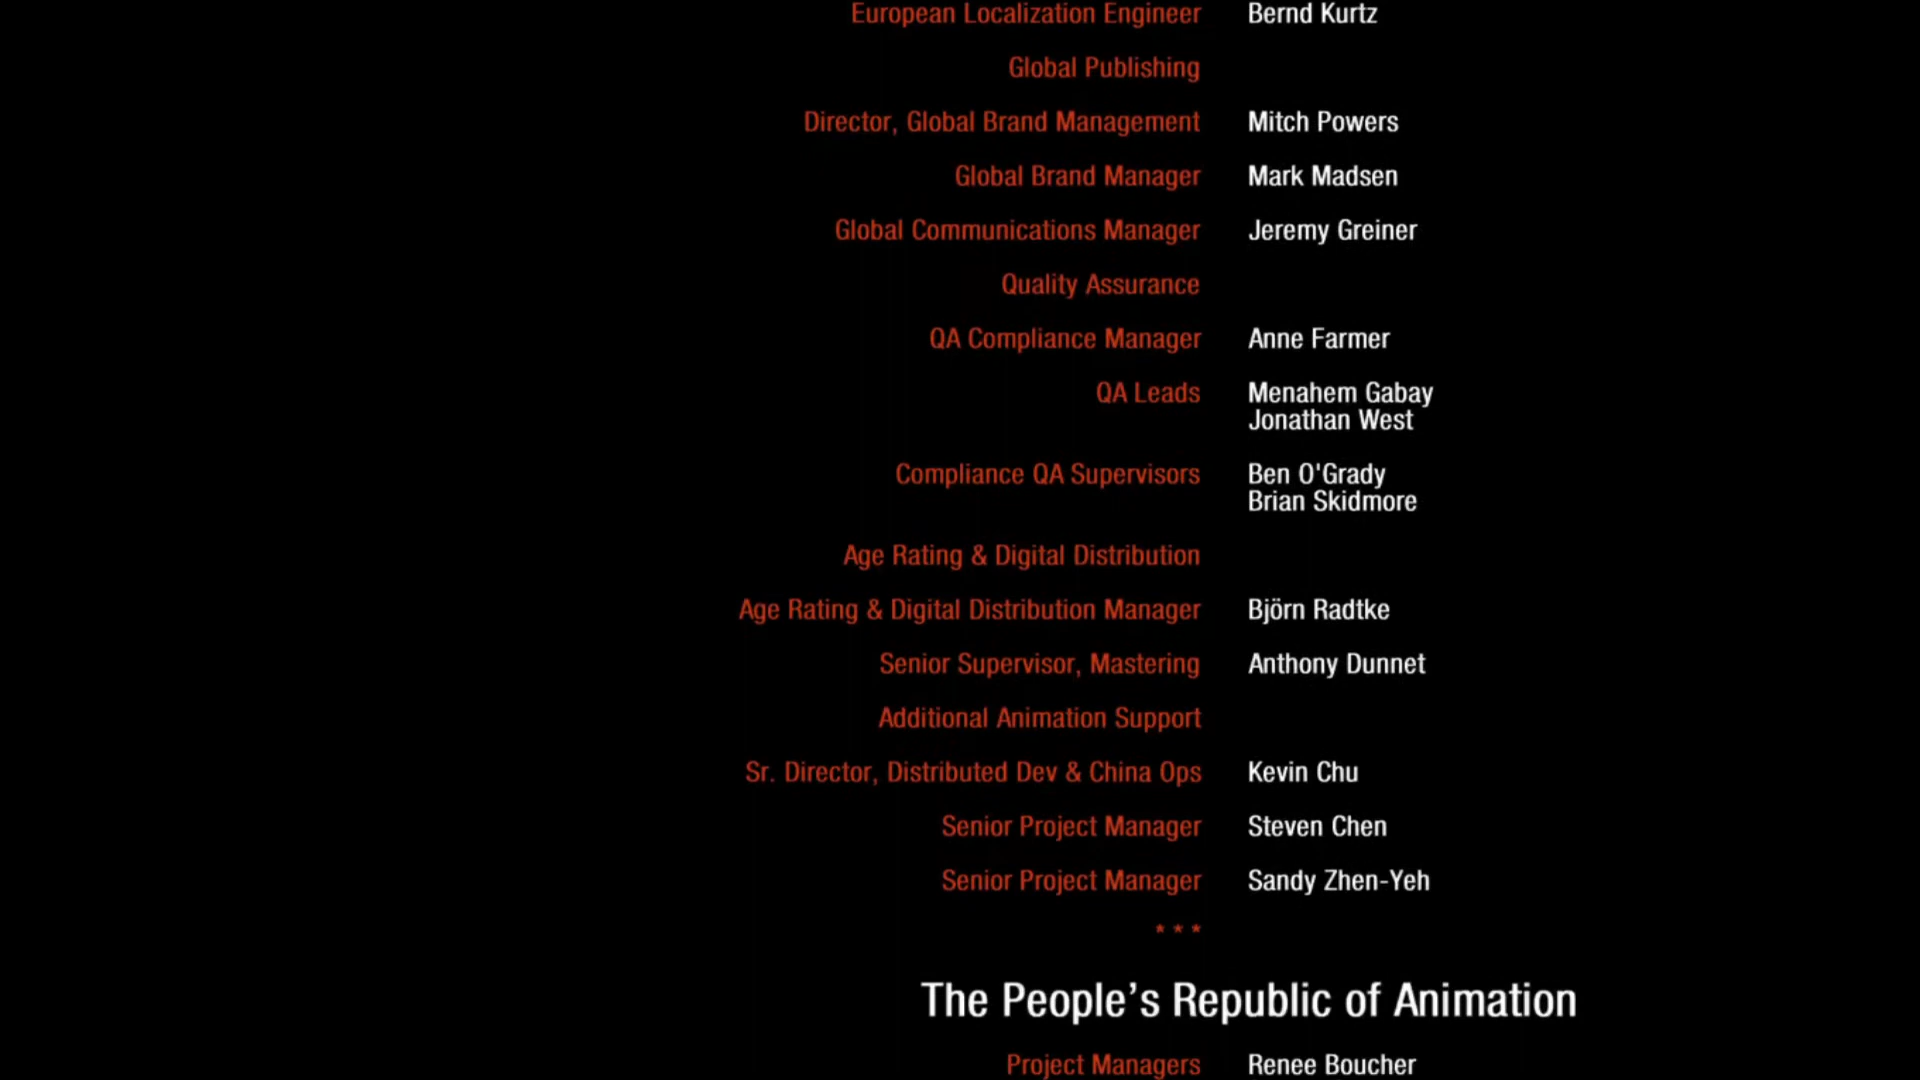 European Localization Engineer Bernd Kurtz
Global Publishing
Director, Global Brand Management Mitch Powers
Global Brand Manager Mark Madsen
Global Communications Manager Jeremy Greiner
Quality Assurance
QA Compliance Manager Anne Farmer
QA Leads Menahem Gabay
Jonathan West
Compliance QA Supervisors Ben O'Grady
Brian Skidmore
Age Rating & Digital Distribution
Age Rating & Digital Distribution Manager Björn Radtke
Senior Supervisor, Mastering Anthony Dunnet
Additional Animation Support
Sr. Director, Distributed Dev & China Ops Kevin Chu
Senior Project Manager Steven Chen
Senior Project Manager Sandy Zhen-Yeh
* * *
The People’s Republic of Animation
Project Managers Renee Boucher